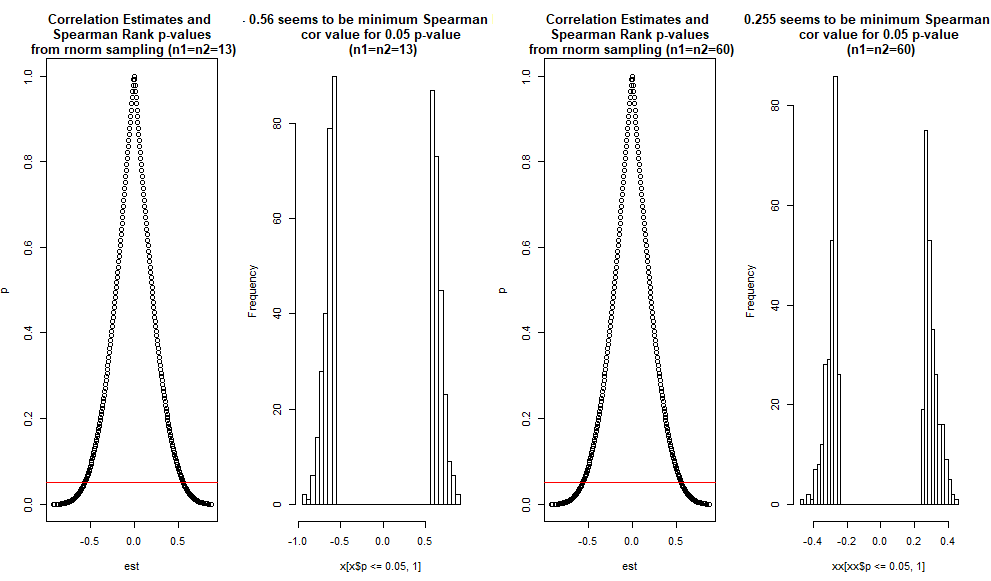 Correlation Estimates and
Spearman Rank p-values
from rnorm sampling (n1=n2=13)
1.0
0.8
0.6
0.4
0.2
0.0
p
-0.5
0.0
0.5
est
- 0.56 seems to be minimum Spearman
cor value for 0.05 p-value
(n1=n2=13)
80
60
40
20
0
Frequency
-1.0
-0.5
0.0
0.5
x[x$p <= 0.05, 1]
Correlation Estimates and
Spearman Rank p-values
from rnorm sampling (n1=n2=60)
1.0
0.8
0.6
0.4
0.2
0.0
p
-0.5
0.0
0.5
est
0.255 seems to be minimum Spearman
cor value for 0.05 p-value
(n1=n2=60)
80
60
40
20
0
Frequency
-0.4
-0.2
0.0
0.2
0.4
xx[xx$p <= 0.05, 1]